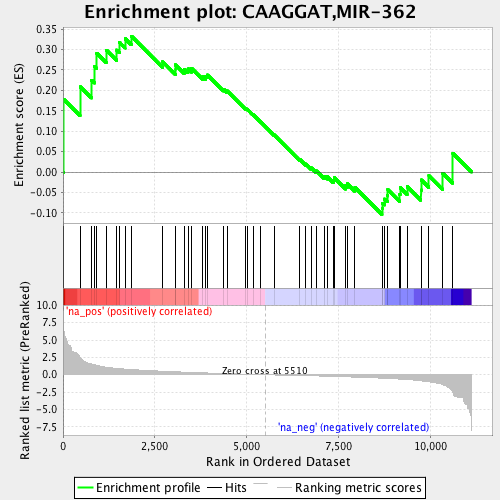 Enrichment plot: CAAGGAT,MIR-362
Enrichment score (ES)
0.35
0.30
0.25
0.20
0.15
0.10
0.05
0.00
-0.05
-0.10
Ranked list metric (PreRanked)
10.0
7.5
5.0
2.5
0.0
-2.5
-5.0
-7.5
'na_pos' (positively correlated)
Zero cross at 5510
'na_neg' (negatively correlated)
0
2,500
5,000
7,500
10,000
Rank in Ordered Dataset
Enrichment profile
Hits
Ranking metric scores